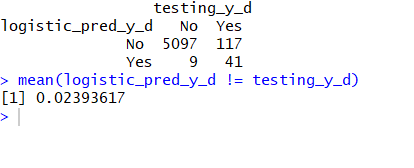 testing_y_d
logistic_pred_y_d No Yes
No 5097 117
Yes 9 41
> mean(logistic_pred_y_d != testing_y_d)
[1] 0.02393617
>